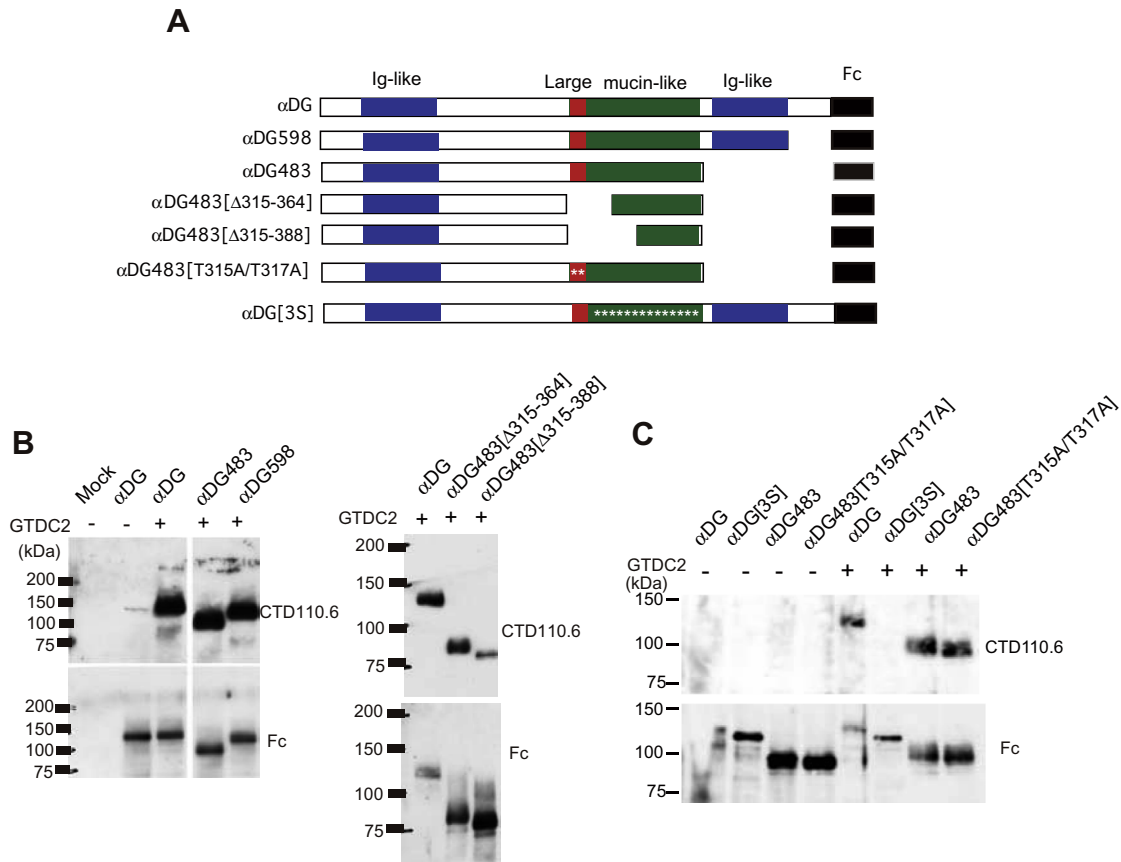 A
Ig-like Large mucin-like Ig-like Fc
αDG
αDG598
αDG483
αDG483[Δ315-364]
αDG483[Δ315-388]
αDG483[T315A/T317A]
**
αDG[3S]
**************
B
Mock αDG αDG αDG483 αDG598
GTDC2 - - + + +
(kDa)
200
150
100
75
CTD110.6
200
150
100
75
Fc
αDG αDG483[Δ315-364] αDG483[Δ315-388]
GTDC2 + + +
200
150
100
75
CTD110.6
200
150
100
75
Fc
C
αDG αDG[3S] αDG483 αDG483[T315A/T317A] αDG αDG[3S] αDG483 αDG483[T315A/T317A]
GTDC2 - - - - + + + +
(kDa)
150
100
75
CTD110.6
150
100
75
Fc